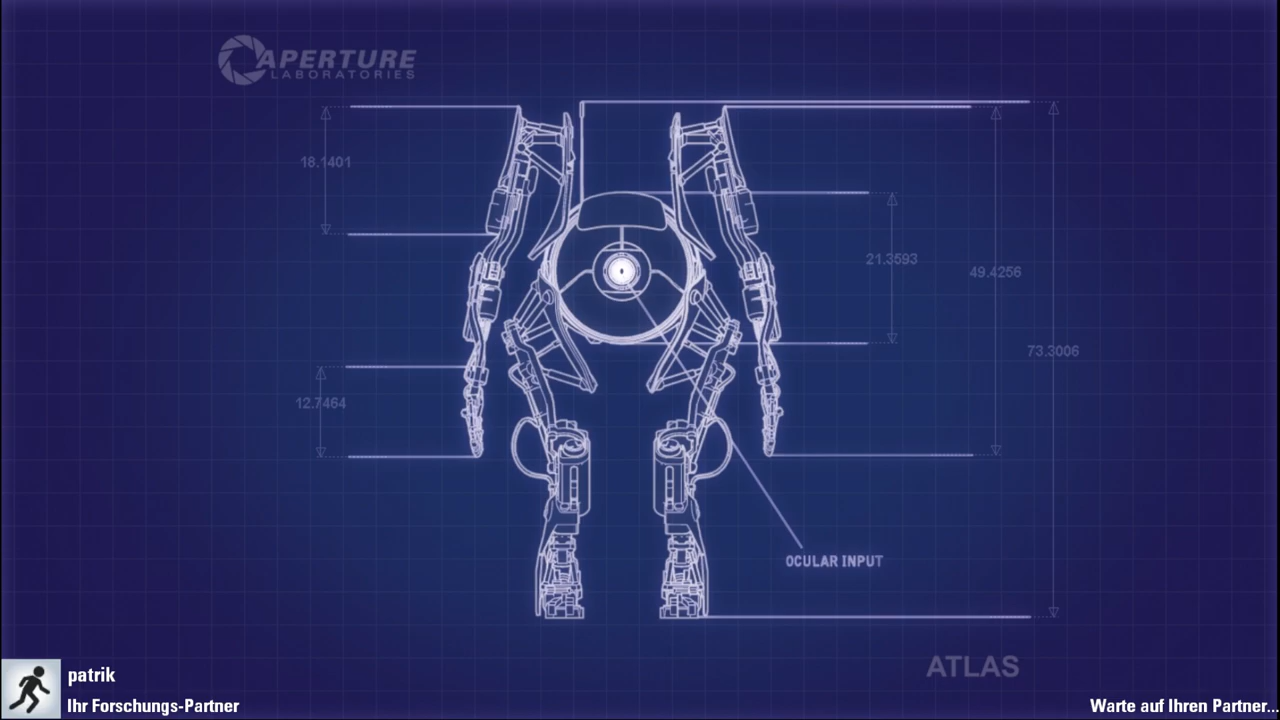 APERTURE
LABORATORIES
18.1401
21.3593
49.4256
73.3006
12.7464
OCULAR INPUT
ATLAS
patrik
Ihr Forschungs-Partner
Warte auf Ihren Partner...